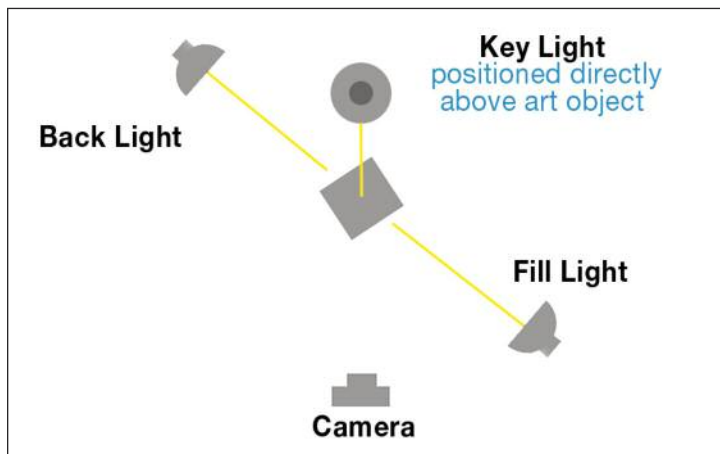 Key Light
positioned directly
above art object
Back Light
Fill Light
Camera